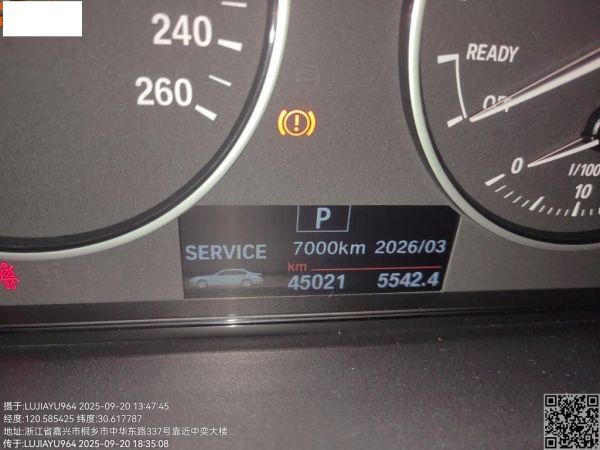 240
260
READY
OFF
0
10
l/100
P
SERVICE 7000km 2026/03
km
45021 5542.4
摄于:LUJIAYU964 2025-09-20 13:47:45
经度:120.585425 纬度:30.617787
地址:浙江省嘉兴市桐乡市中华东路337号靠近中奕大楼
传于:LUJIAYU964 2025-09-20 18:35:08